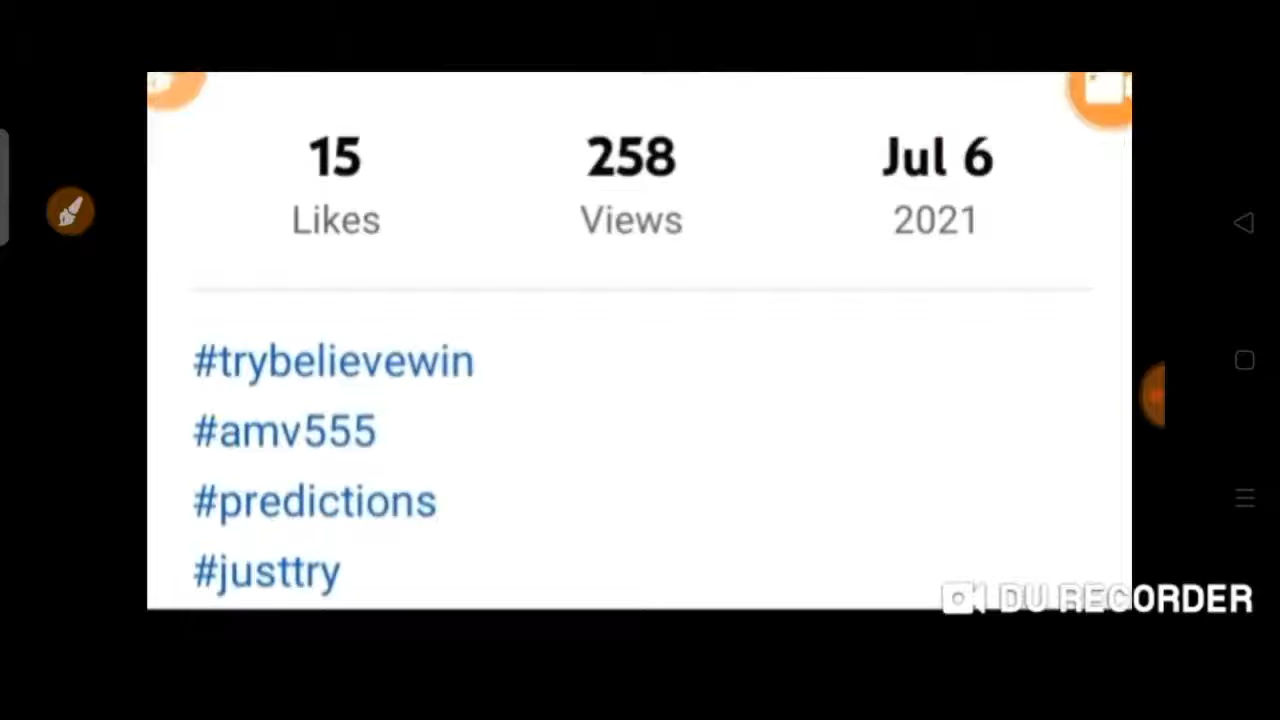 15 258 Jul 6
Likes Views 2021
#trybelievewin
#amv555
#predictions
#justtry
DU RECORDER